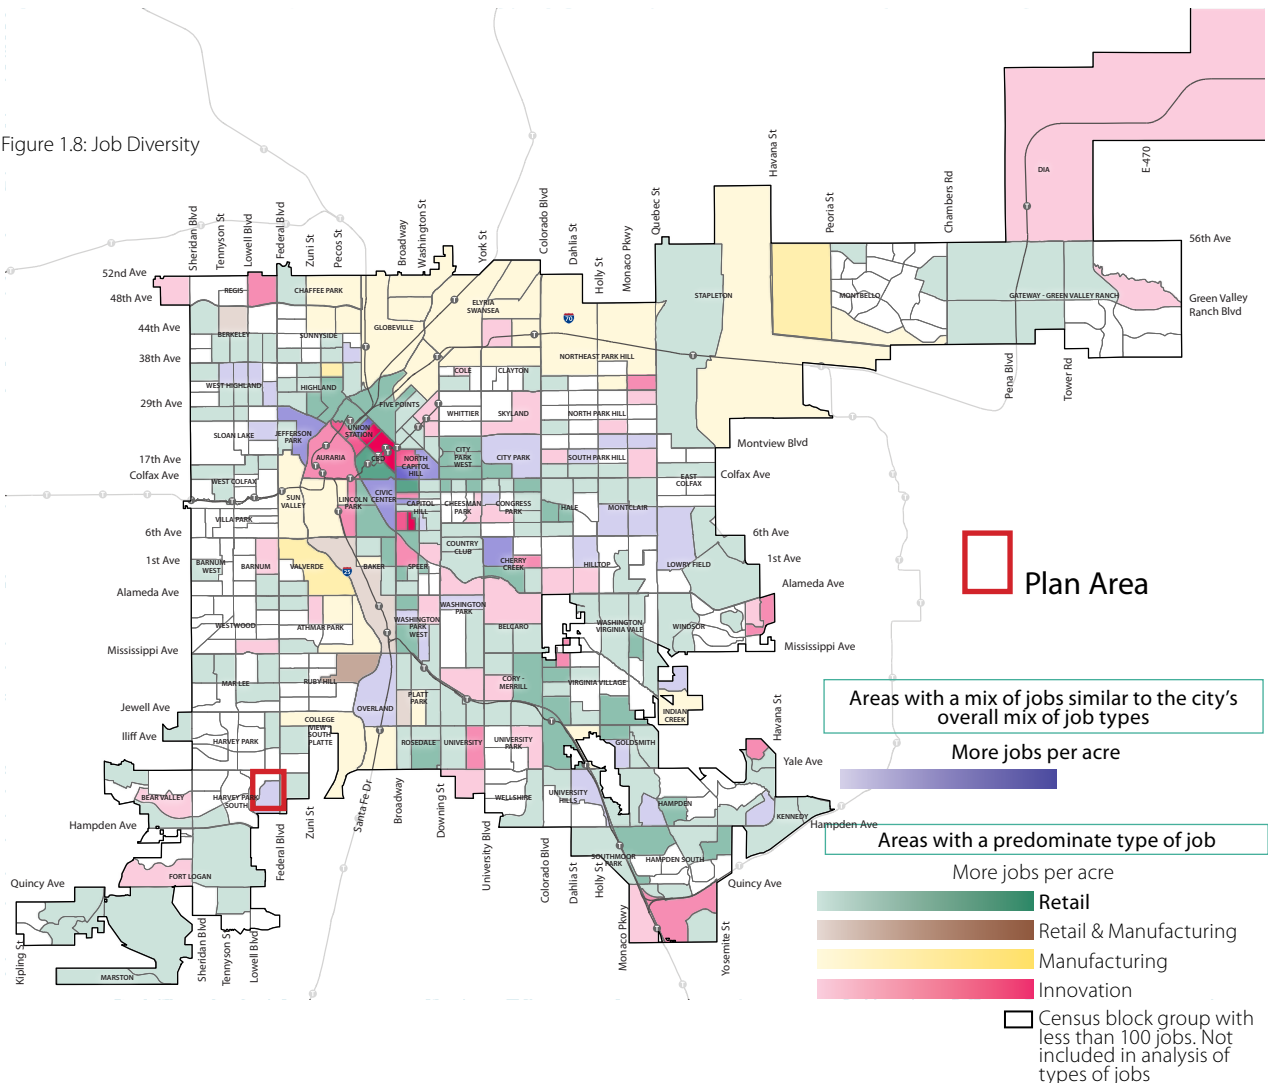 Figure 1.8: Job Diversity
Sheridan Blvd
Tennyson St
Lowell Blvd
Federal Blvd
Zuni St
Pecos St
Broadway
Washington St
York St
Colorado Blvd
Dahlia St
Holly St
Monaco Pkwy
Quebec St
Havana St
Peoria St
Chambers Rd
E-470
DIA
56th Ave
52nd Ave
48th Ave
44th Ave
38th Ave
29th Ave
17th Ave
Colfax Ave
6th Ave
1st Ave
Alameda Ave
Mississippi Ave
Jewell Ave
Iliff Ave
Hampden Ave
Quincy Ave
Green Valley
Ranch Blvd
Pena Blvd
Tower Rd
Montview Blvd
Colfax Ave
6th Ave
1st Ave
Alameda Ave
Mississippi Ave
Havana St
Yale Ave
Hampden Ave
Quincy Ave
REGIS
CHAFFEE PARK
BERKELEY
SUNNYSIDE
GLOBEVILLE
ELYRIA
SWANSEA
70
STAPLETON
MONTBELLO
GATEWAY - GREEN VALLEY RANCH
NORTHEAST PARK HILL
WEST HIGHLAND
HIGHLAND
COLE
CLAYTON
FIVE POINTS
WHITTIER
SKYLAND
NORTH PARK HILL
SLOAN LAKE
JEFFERSON
PARK
UNION
STATION
AURARIA
CBD
NORTH
CAPITOL
HILL
CITY
PARK
WEST
CITY PARK
SOUTH PARK HILL
EAST
COLFAX
WEST COLFAX
SUN
VALLEY
LINCOLN
PARK
CIVIC
CENTER
CAPITOL
HILL
CHEESMAN
PARK
CONGRESS
PARK
HALE
MONTCLAIR
VILLA PARK
BARNUM
WEST
BARNUM
VALVERDE
25
BAKER
SPEER
COUNTRY
CLUB
CHERRY
CREEK
HILLTOP
LOWRY FIELD
WESTWOOD
ATHMAR PARK
WASHINGTON
PARK
WEST
WASHINGTON
PARK
BELCARO
WASHINGTON
VIRGINIA VALE
WINDSOR
MAR LEE
RUBY HILL
OVERLAND
PLATT
PARK
CORY -
MERRILL
VIRGINIA VILLAGE
INDIAN
CREEK
HARVEY PARK
COLLEGE
VIEW
SOUTH
PLATTE
ROSEDALE
UNIVERSITY
UNIVERSITY
PARK
GOLDSMITH
BEAR VALLEY
HARVEY PARK
SOUTH
WELLSHIRE
UNIVERSITY
HILLS
HAMPDEN
KENNEDY
FORT LOGAN
SOUTHMOOR
PARK
HAMPDEN SOUTH
MARSTON
Kipling St
Sheridan Blvd
Tennyson St
Lowell Blvd
Federal Blvd
Zuni St
Santa Fe Dr
Broadway
Downing St
University Blvd
Colorado Blvd
Dahlia St
Holly St
Monaco Pkwy
Yosemite St
Plan Area
Areas with a mix of jobs similar to the city's
overall mix of job types
More jobs per acre
Areas with a predominate type of job
More jobs per acre
Retail
Retail & Manufacturing
Manufacturing
Innovation
Census block group with
less than 100 jobs. Not
included in analysis of
types of jobs